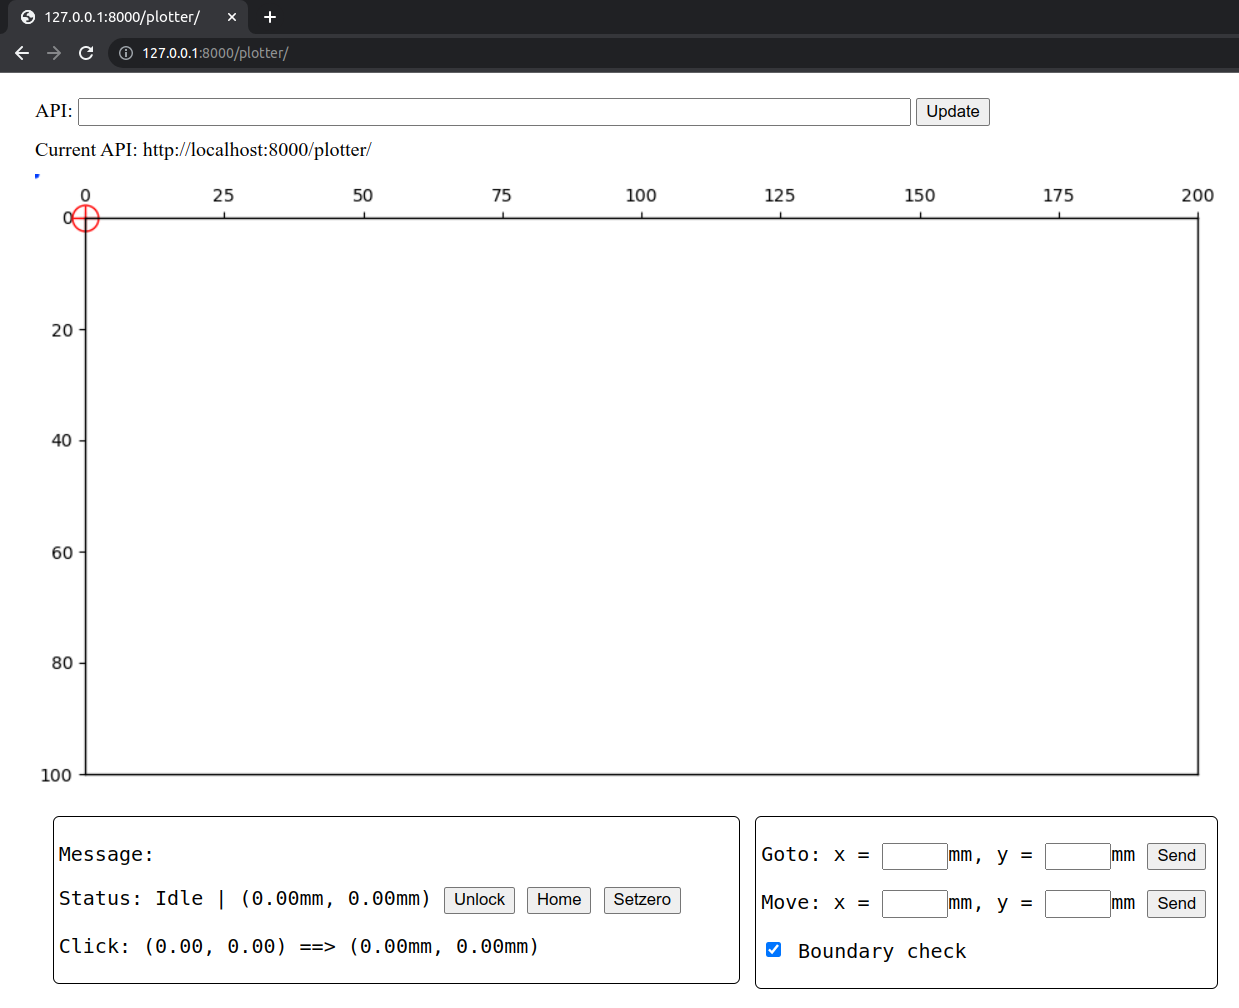 127.0.0.1:8000/plotter/
127.0.0.1:8000/plotter/
API: Update
Current API: http://localhost:8000/plotter/
0 25 50 75 100 125 150 175 200
0
20
40
60
80
100
Message:
Status: Idle | (0.00mm, 0.00mm) Unlock Home Setzero
Click: (0.00, 0.00) ==> (0.00mm, 0.00mm)
Goto: x = mm, y = mm Send
Move: x = mm, y = mm Send
Boundary check